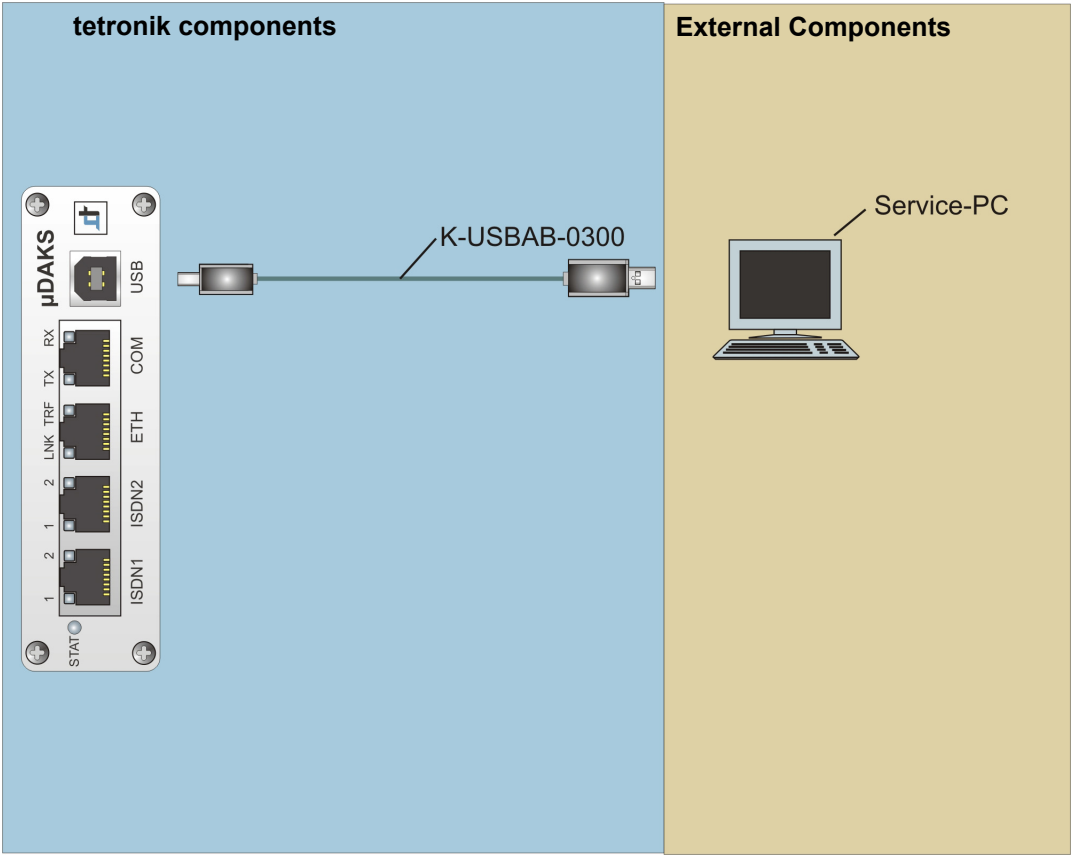 tetronik components
External Components
Service-PC
K-USBAB-0300
µDAKS
USB
RX
TX
COM
TRF
LNK
ETH
2
1
ISDN2
2
1
ISDN1
STAT